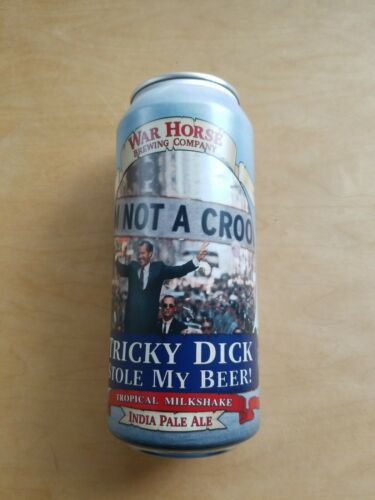 WAR HORSE
BREWING COMPANY
M NOT A CROO
TRICKY DICK
STOLE MY BEER!
TROPICAL MILKSHAKE
INDIA PALE ALE